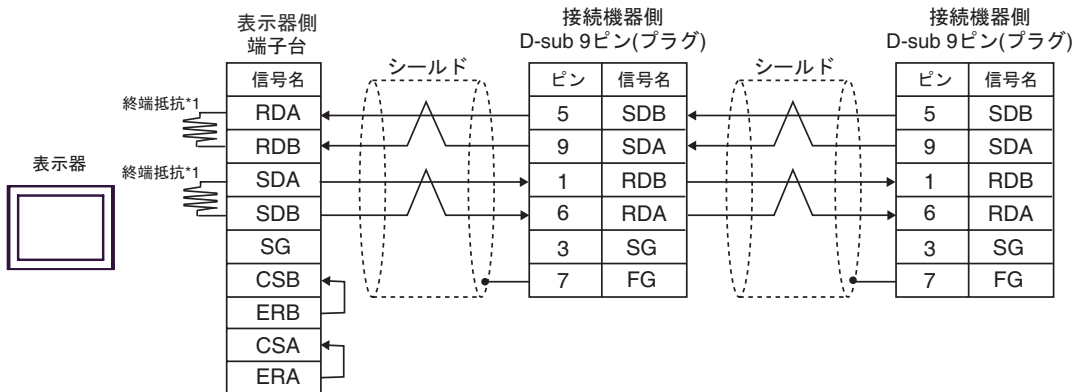 表示器
終端抵抗*1
終端抵抗*1
表示器側
端子台
信号名
RDA
RDB
SDA
SDB
SG
CSB
ERB
CSA
ERA
シールド
接続機器側
D-sub 9ピン(プラグ)
ピン 信号名
5 SDB
9 SDA
1 RDB
6 RDA
3 SG
7 FG
シールド
接続機器側
D-sub 9ピン(プラグ)
ピン 信号名
5 SDB
9 SDA
1 RDB
6 RDA
3 SG
7 FG